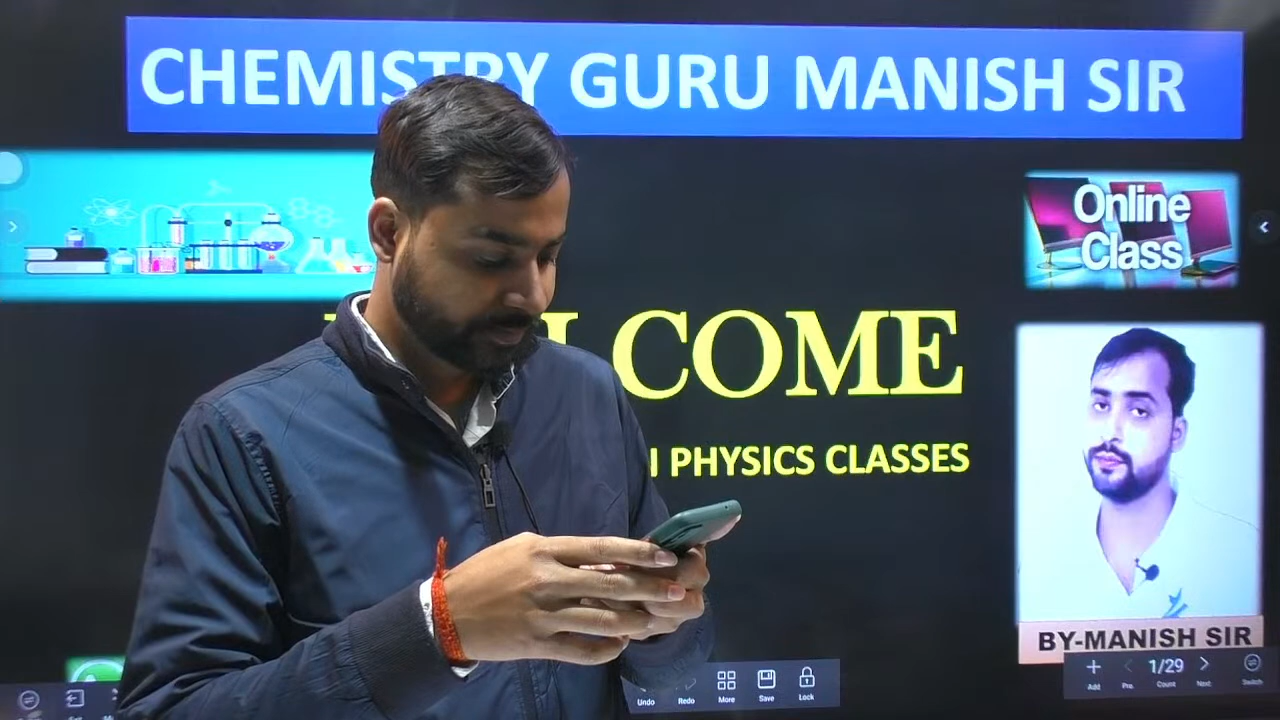 CHEMISTRY GURU MANISH SIR
Online
Class
COME
PHYSICS CLASSES
BY-MANISH SIR
1/29
Add
Pre.
Count
Next
Switch
Undo
Redo
More
Save
Lock